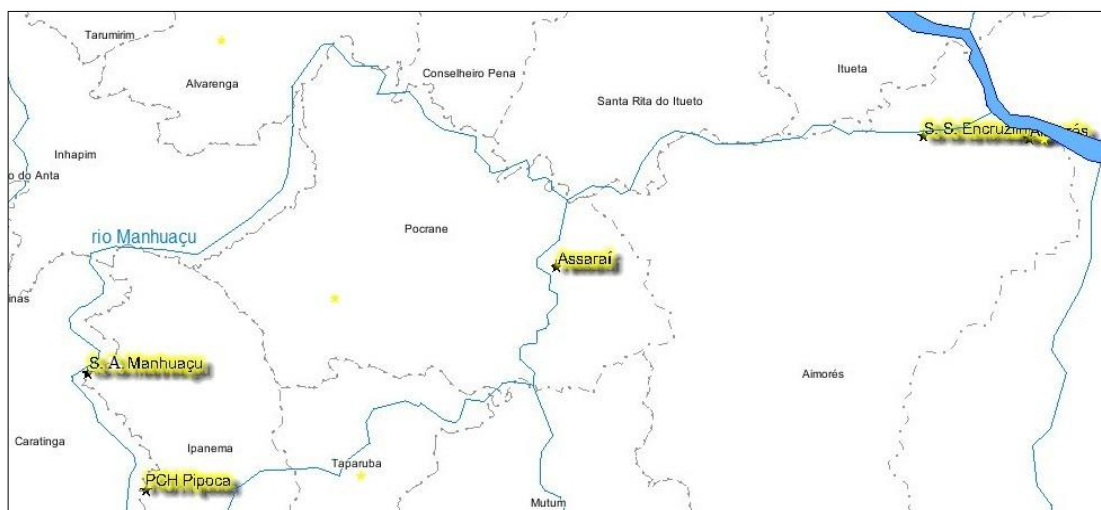 Tarumirim
Alvarenga
Conselheiro Pena
Itueta
Santa Rita do Itueto
S. S. Encruzilh
Inhapim
o do Anta
rio Manhuaçu
Pocrane
Assaraí
inas
S. A. Manhuaçu
Aimorés
Caratinga
Ipanema
Taparuba
PCH Pipoca
Mutum